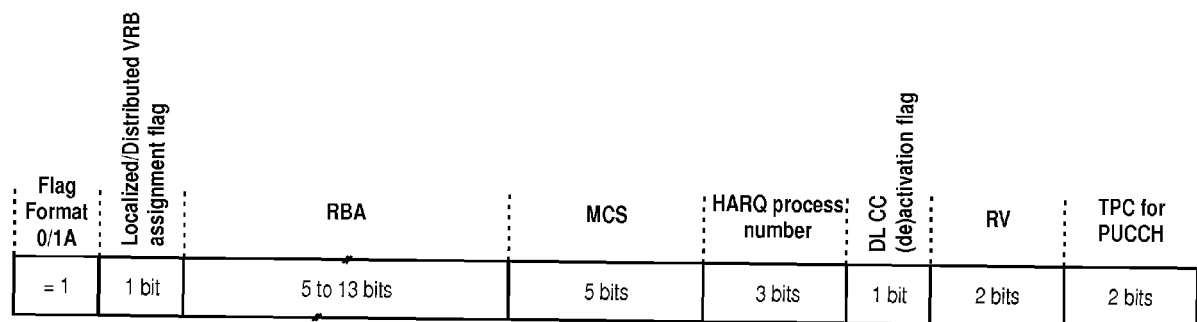 Flag
Format
0/1A
Localized/Distributed VRB
assignment flag
RBA
MCS
HARQ process
number
DL CC
(de)activation flag
RV
TPC for
PUCCH
= 1
1 bit
5 to 13 bits
5 bits
3 bits
1 bit
2 bits
2 bits